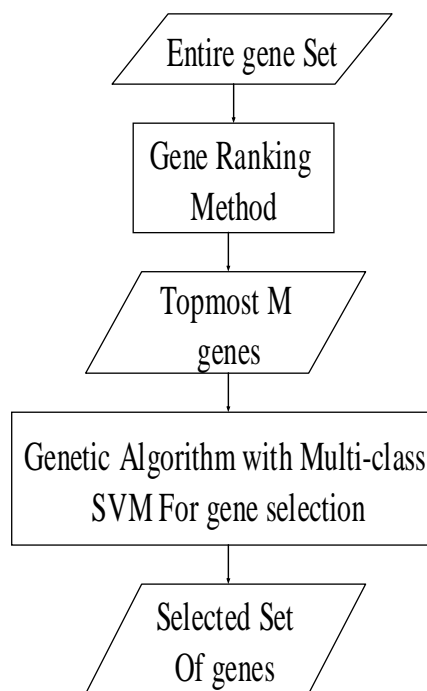 Entire gene Set
Gene Ranking
Method
Topmost M
genes
Genetic Algorithm with Multi-class
SVM For gene selection
Selected Set
Of genes